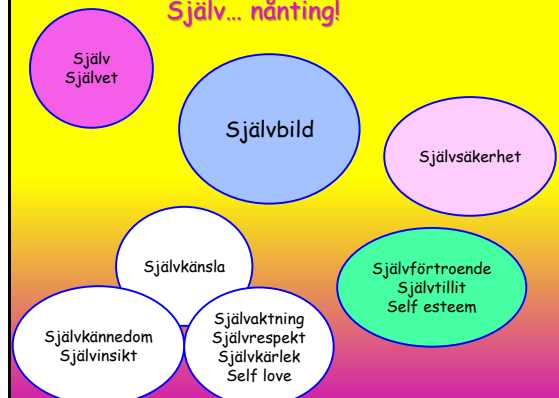 Själv... nånting!
Själv
Självet
Självbild
Självsäkerhet
Självkänsla
Självförtroende
Självtillit
Self esteem
Självkännedom
Självinsikt
Självaktning
Självrespekt
Självkärlek
Self love